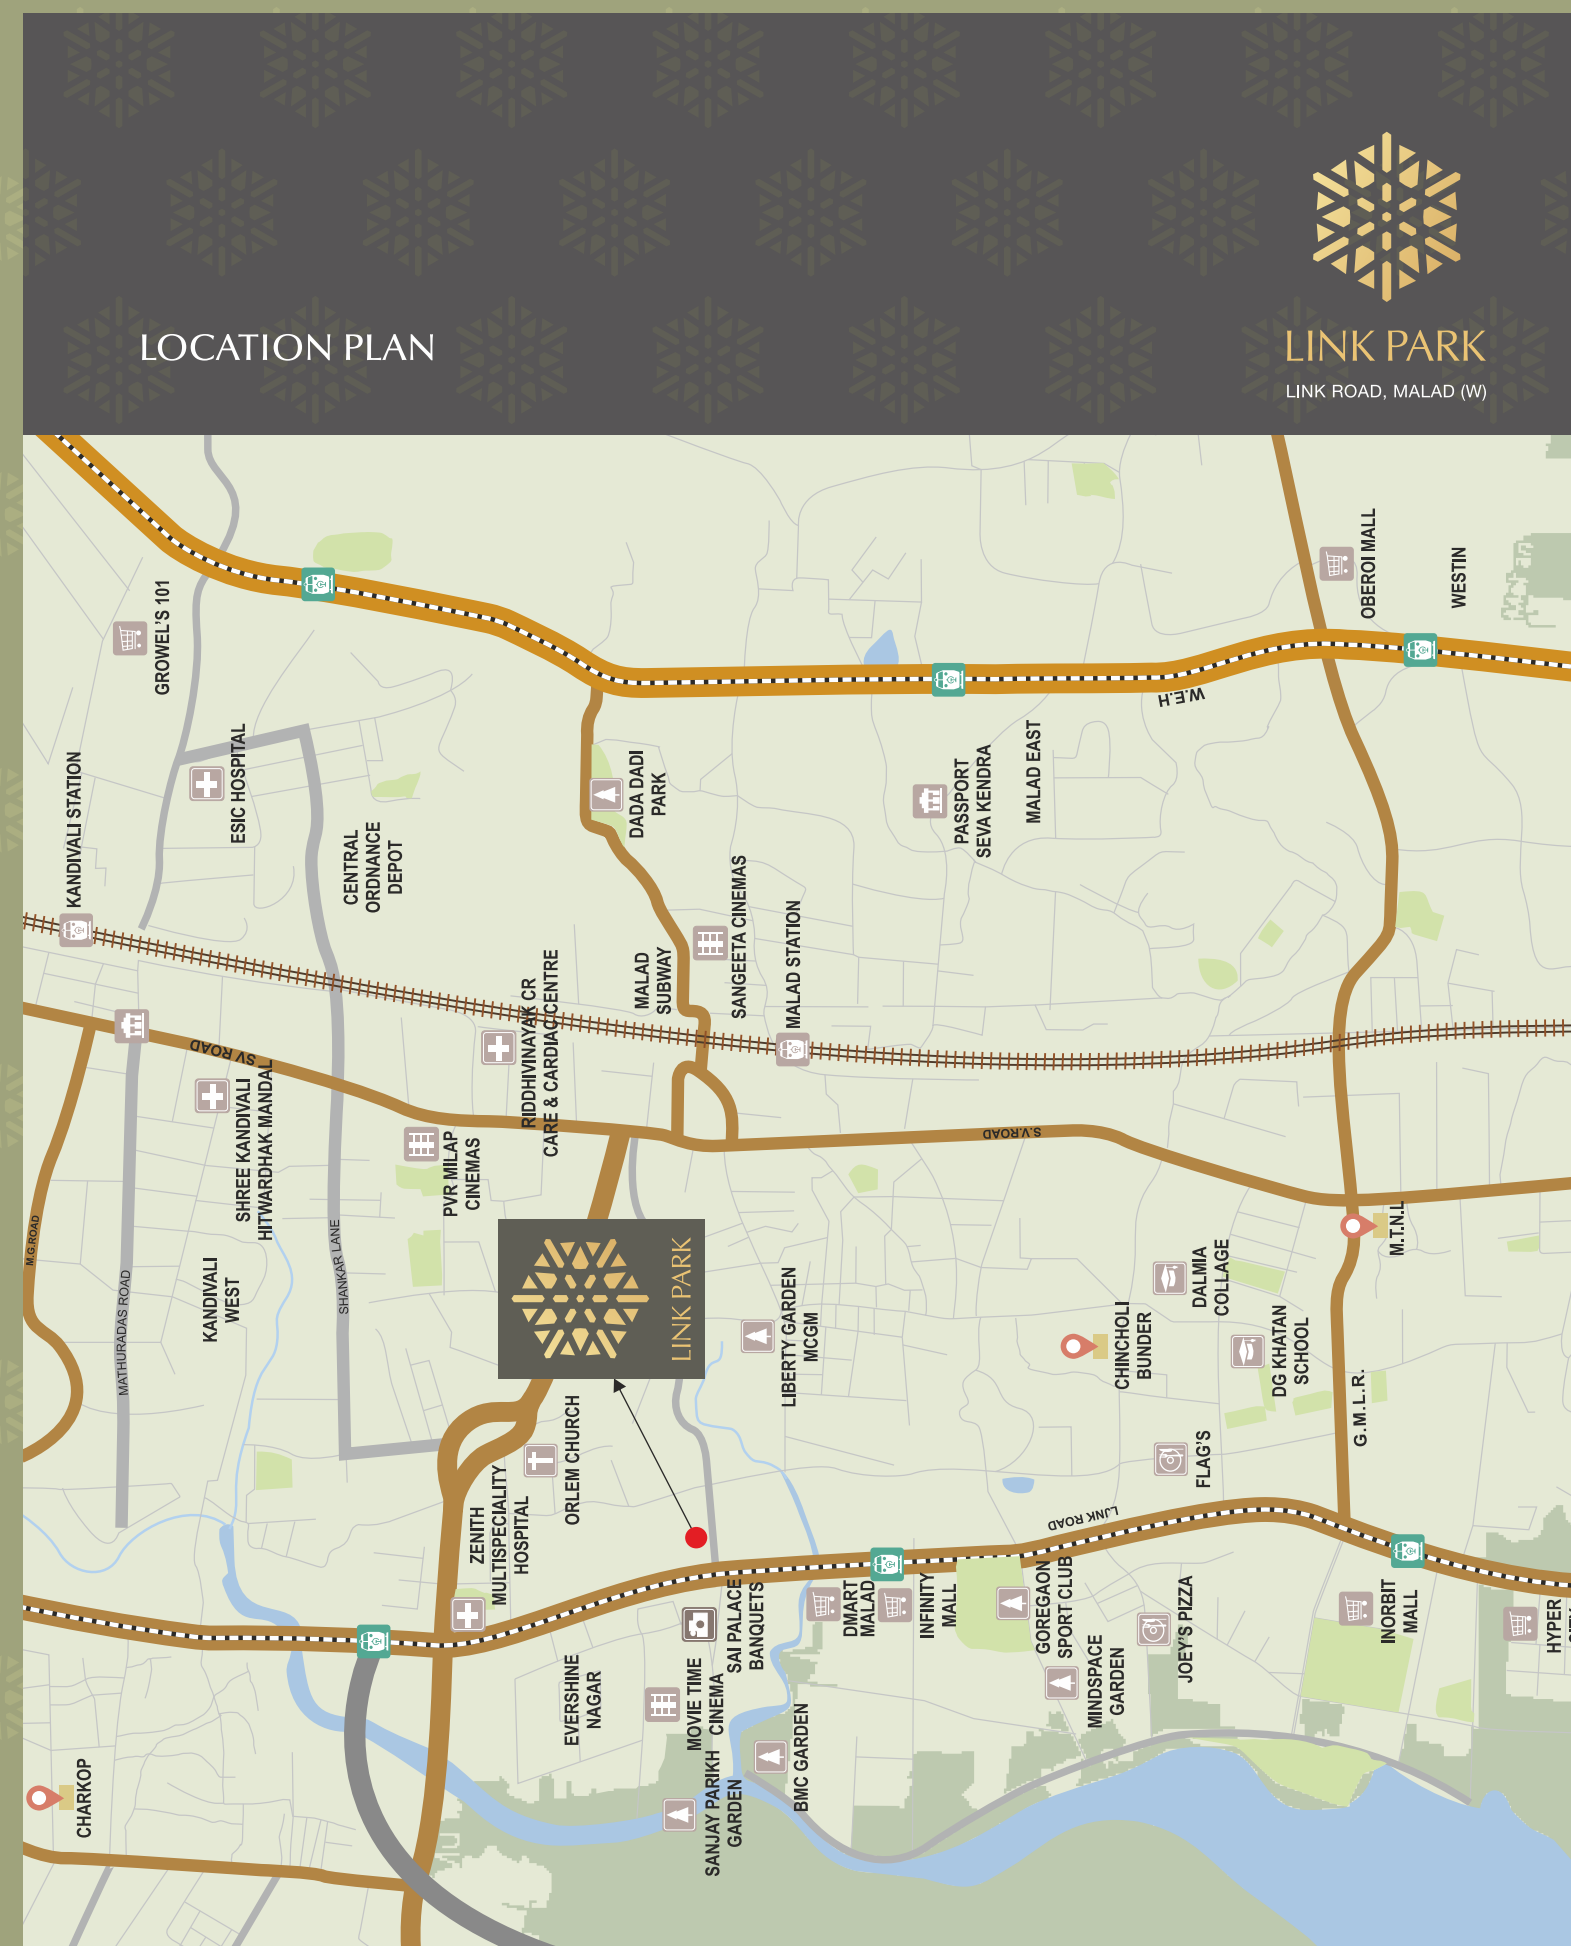 LOCATION PLAN
LINK PARK
LINK ROAD, MALAD (W)
GROWEL'S 101
OBEROI MALL
WESTIN
W.E.H
KANDIVALI STATION
ESIC HOSPITAL
CENTRAL
ORDNANCE
DEPOT
DADA DADI
PARK
PASSPORT
SEVA KENDRA
MALAD EAST
SANGEETA CINEMAS
MALAD STATION
MALAD
SUBWAY
RIDDHIVINAYAK CR
CARE & CARDIAC CENTRE
SV ROAD
SHREE KANDIVALI
HITWARDHAK MANDAL
PVR MILAP
CINEMAS
S.V.ROAD
M.G.ROAD
MATHURADAS ROAD
KANDIVALI
WEST
SHANKAR LANE
LINK PARK
LIBERTY GARDEN
MCGM
CHINCHOLI
BUNDER
DALMIA
COLLAGE
DG KHATAN
SCHOOL
M.T.N.L
G.M.L.R.
FLAG'S
ORLEM CHURCH
ZENITH
MULTISPECIALITY
HOSPITAL
LINK ROAD
SAI PALACE
BANQUETS
DMART
MALAD
INFINITY
MALL
GOREGAON
SPORT CLUB
MINDSPACE
GARDEN
JOEY'S PIZZA
INORBIT
MALL
HYPER
EVERSHINE
NAGAR
MOVIE TIME
CINEMA
SANJAY PARIKH
GARDEN
BMC GARDEN
CHARKOP